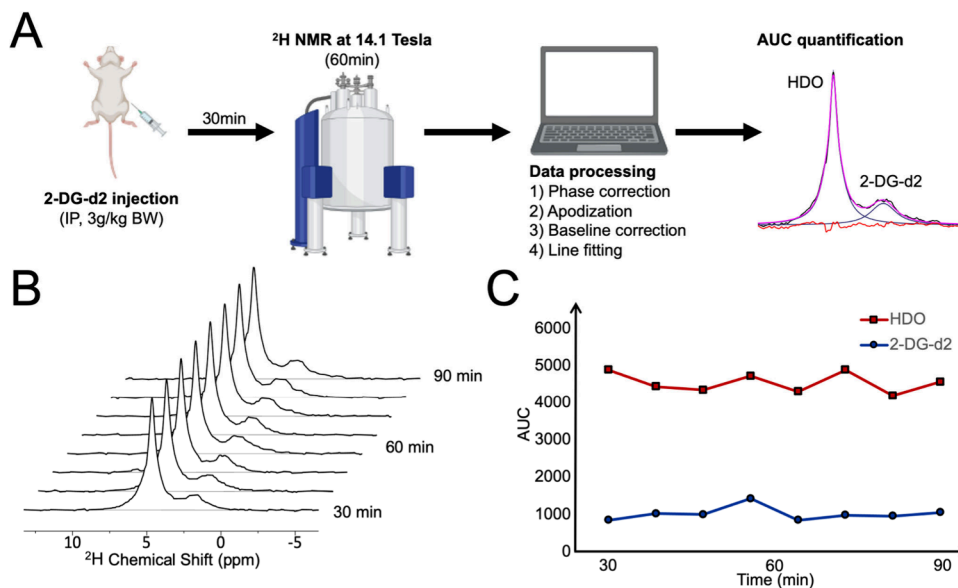 A
2-DG-d2 injection
(IP, 3g/kg BW)
30min
²H NMR at 14.1 Tesla
(60min)
Data processing
1) Phase correction
2) Apodization
3) Baseline correction
4) Line fitting
AUC quantification
HDO
2-DG-d2
B
90 min
60 min
30 min
10
5
0
-5
²H Chemical Shift (ppm)
C
HDO
2-DG-d2
6000
5000
4000
3000
2000
1000
0
AUC
30
60
90
Time (min)